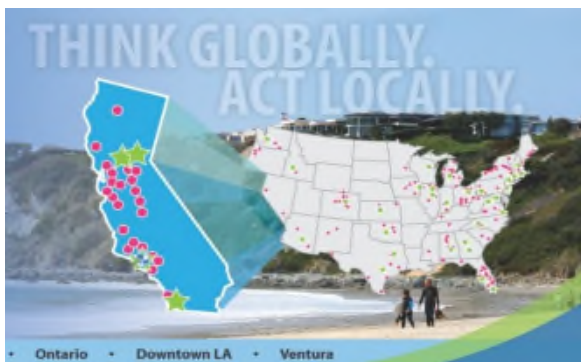 THINK GLOBALLY.
ACT LOCALLY.
• Ontario • Downtown LA • Ventura